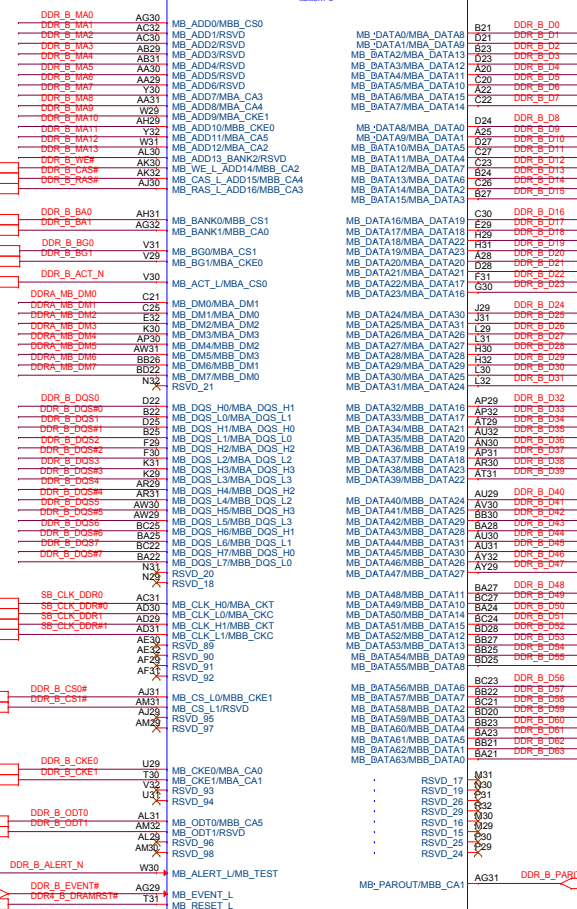 DDR_B_MA0 AG30 MB_ADD0/MBB_CS0
DDR_B_MA1 AC32 MB_ADD1/RSVD
DDR_B_MA2 AC30 MB_ADD2/RSVD
DDR_B_MA3 AB29 MB_ADD3/RSVD
DDR_B_MA4 AB31 MB_ADD4/RSVD
DDR_B_MA5 AA30 MB_ADD5/RSVD
DDR_B_MA6 AA29 MB_ADD6/RSVD
DDR_B_MA7 Y30 MB_ADD7/MBA_CA3
DDR_B_MA8 AA31 MB_ADD8/MBA_CA4
DDR_B_MA9 W29 MB_ADD9/MBA_CKE1
DDR_B_MA10 AH29 MB_ADD10/MBB_CKE0
DDR_B_MA11 Y32 MB_ADD11/MBA_CA5
DDR_B_MA12 W31 MB_ADD12/MBA_CA2
DDR_B_MA13 AL30 MB_ADD13_BANK2/RSVD
DDR_B_WE# AK30 MB_WE_L_ADD14/MBB_CA2
DDR_B_CAS# AK32 MB_CAS_L_ADD15/MBB_CA4
DDR_B_RAS# AJ30 MB_RAS_L_ADD16/MBB_CA3
DDR_B_BA0 AH31 MB_BANK0/MBB_CS1
DDR_B_BA1 AG32 MB_BANK1/MBB_CA0
DDR_B_BG0 V31 MB_BG0/MBA_CS1
DDR_B_BG1 V29 MB_BG1/MBA_CKE0
DDR_B_ACT_N V30 MB_ACT_L/MBA_CS0
DDRA_MB_DM0 C21 MB_DM0/MBA_DM1
DDRA_MB_DM1 C25 MB_DM1/MBA_DM0
DDRA_MB_DM2 E32 MB_DM2/MBA_DM2
DDRA_MB_DM3 K30 MB_DM3/MBA_DM3
DDRA_MB_DM4 AP30 MB_DM4/MBB_DM2
DDRA_MB_DM5 AW31 MB_DM5/MBB_DM3
DDRA_MB_DM6 BB26 MB_DM6/MBB_DM1
DDRA_MB_DM7 BD22 MB_DM7/MBB_DM0
N32 RSVD_21
DDR_B_DQS0 D22 MB_DQS_H0/MBA_DQS_H1
DDR_B_DQS#0 B22 MB_DQS_L0/MBA_DQS_L1
DDR_B_DQS1 D25 MB_DQS_H1/MBA_DQS_H0
DDR_B_DQS#1 B25 MB_DQS_L1/MBA_DQS_L0
DDR_B_DQS2 F29 MB_DQS_H2/MBA_DQS_H2
DDR_B_DQS#2 F30 MB_DQS_L2/MBA_DQS_L2
DDR_B_DQS3 K31 MB_DQS_H3/MBA_DQS_H3
DDR_B_DQS#3 K29 MB_DQS_L3/MBA_DQS_L3
DDR_B_DQS4 AR29 MB_DQS_H4/MBB_DQS_H2
DDR_B_DQS#4 AR31 MB_DQS_L4/MBB_DQS_L2
DDR_B_DQS5 AW30 MB_DQS_H5/MBB_DQS_H3
DDR_B_DQS#5 AW29 MB_DQS_L5/MBB_DQS_L3
DDR_B_DQS6 BC25 MB_DQS_H6/MBB_DQS_H1
DDR_B_DQS#6 BA25 MB_DQS_L6/MBB_DQS_L1
DDR_B_DQS7 BC22 MB_DQS_H7/MBB_DQS_H0
DDR_B_DQS#7 BA22 MB_DQS_L7/MBB_DQS_L0
N31 RSVD_20
N29 RSVD_18
SB_CLK_DDR0 AC31 MB_CLK_H0/MBA_CKT
SB_CLK_DDR#0 AD30 MB_CLK_L0/MBA_CKC
SB_CLK_DDR1 AD29 MB_CLK_H1/MBB_CKT
SB_CLK_DDR#1 AD31 MB_CLK_L1/MBB_CKC
AE30 RSVD_89
AE32 RSVD_90
AF29 RSVD_91
AF31 RSVD_92
DDR_B_CS0# AJ31 MB_CS_L0/MBB_CKE1
DDR_B_CS1# AM31 MB_CS_L1/RSVD
AJ29 RSVD_95
AM29 RSVD_97
DDR_B_CKE0 U29 MB_CKE0/MBA_CA0
DDR_B_CKE1 T30 MB_CKE1/MBA_CA1
V32 RSVD_93
U31 RSVD_94
DDR_B_ODT0 AL31 MB_ODT0/MBB_CA5
DDR_B_ODT1 AM32 MB_ODT1/RSVD
AL29 RSVD_96
AM30 RSVD_98
DDR_B_ALERT_N W30 MB_ALERT_L/MB_TEST
DDR_B_EVENT# AG29 MB_EVENT_L
DDR4_B_DRAMRST# T31 MB_RESET_L
MB_DATA0/MBA_DATA8 B21 DDR_B_D0
MB_DATA1/MBA_DATA9 D21 DDR_B_D1
MB_DATA2/MBA_DATA13 B23 DDR_B_D2
MB_DATA3/MBA_DATA12 D23 DDR_B_D3
MB_DATA4/MBA_DATA11 A20 DDR_B_D4
MB_DATA5/MBA_DATA10 C20 DDR_B_D5
MB_DATA6/MBA_DATA15 A22 DDR_B_D6
MB_DATA7/MBA_DATA14 C22 DDR_B_D7
MB_DATA8/MBA_DATA0 D24 DDR_B_D8
MB_DATA9/MBA_DATA1 A25 DDR_B_D9
MB_DATA10/MBA_DATA5 D27 DDR_B_D10
MB_DATA11/MBA_DATA4 C27 DDR_B_D11
MB_DATA12/MBA_DATA7 C23 DDR_B_D12
MB_DATA13/MBA_DATA6 B24 DDR_B_D13
MB_DATA14/MBA_DATA2 C26 DDR_B_D14
MB_DATA15/MBA_DATA3 B27 DDR_B_D15
MB_DATA16/MBA_DATA19 C30 DDR_B_D16
MB_DATA17/MBA_DATA18 E29 DDR_B_D17
MB_DATA18/MBA_DATA22 H29 DDR_B_D18
MB_DATA19/MBA_DATA23 H31 DDR_B_D19
MB_DATA20/MBA_DATA20 A28 DDR_B_D20
MB_DATA21/MBA_DATA21 D28 DDR_B_D21
MB_DATA22/MBA_DATA17 F31 DDR_B_D22
MB_DATA23/MBA_DATA16 G30 DDR_B_D23
MB_DATA24/MBA_DATA30 J29 DDR_B_D24
MB_DATA25/MBA_DATA31 J31 DDR_B_D25
MB_DATA26/MBA_DATA26 L29 DDR_B_D26
MB_DATA27/MBA_DATA27 L31 DDR_B_D27
MB_DATA28/MBA_DATA28 H30 DDR_B_D28
MB_DATA29/MBA_DATA29 H32 DDR_B_D29
MB_DATA30/MBA_DATA25 L30 DDR_B_D30
MB_DATA31/MBA_DATA24 L32 DDR_B_D31
MB_DATA32/MBB_DATA16 AP29 DDR_B_D32
MB_DATA33/MBB_DATA17 AP32 DDR_B_D33
MB_DATA34/MBB_DATA21 AT29 DDR_B_D34
MB_DATA35/MBB_DATA20 AU32 DDR_B_D35
MB_DATA36/MBB_DATA19 AN30 DDR_B_D36
MB_DATA37/MBB_DATA18 AP31 DDR_B_D37
MB_DATA38/MBB_DATA23 AR30 DDR_B_D38
MB_DATA39/MBB_DATA22 AT31 DDR_B_D39
MB_DATA40/MBB_DATA24 AU29 DDR_B_D40
MB_DATA41/MBB_DATA25 AV30 DDR_B_D41
MB_DATA42/MBB_DATA29 BB30 DDR_B_D42
MB_DATA43/MBB_DATA28 BA28 DDR_B_D43
MB_DATA44/MBB_DATA31 AU30 DDR_B_D44
MB_DATA45/MBB_DATA30 AU31 DDR_B_D45
MB_DATA46/MBB_DATA26 AY32 DDR_B_D46
MB_DATA47/MBB_DATA27 AY29 DDR_B_D47
MB_DATA48/MBB_DATA11 BA27 DDR_B_D48
MB_DATA49/MBB_DATA10 BC27 DDR_B_D49
MB_DATA50/MBB_DATA14 BA24 DDR_B_D50
MB_DATA51/MBB_DATA15 BC24 DDR_B_D51
MB_DATA52/MBB_DATA12 BD28 DDR_B_D52
MB_DATA53/MBB_DATA13 BB27 DDR_B_D53
MB_DATA54/MBB_DATA9 BB25 DDR_B_D54
MB_DATA55/MBB_DATA8 BD25 DDR_B_D55
MB_DATA56/MBB_DATA6 BC23 DDR_B_D56
MB_DATA57/MBB_DATA7 BB22 DDR_B_D57
MB_DATA58/MBB_DATA2 BC21 DDR_B_D58
MB_DATA59/MBB_DATA3 BD20 DDR_B_D59
MB_DATA60/MBB_DATA4 BB23 DDR_B_D60
MB_DATA61/MBB_DATA5 BA23 DDR_B_D61
MB_DATA62/MBB_DATA1 BB21 DDR_B_D62
MB_DATA63/MBB_DATA0 BA21 DDR_B_D63
RSVD_17 M31
RSVD_19 N30
RSVD_26 P31
RSVD_29 R32
RSVD_16 M30
RSVD_15 M29
RSVD_25 P30
RSVD_24 P29
MB_PAROUT/MBB_CA1 AG31